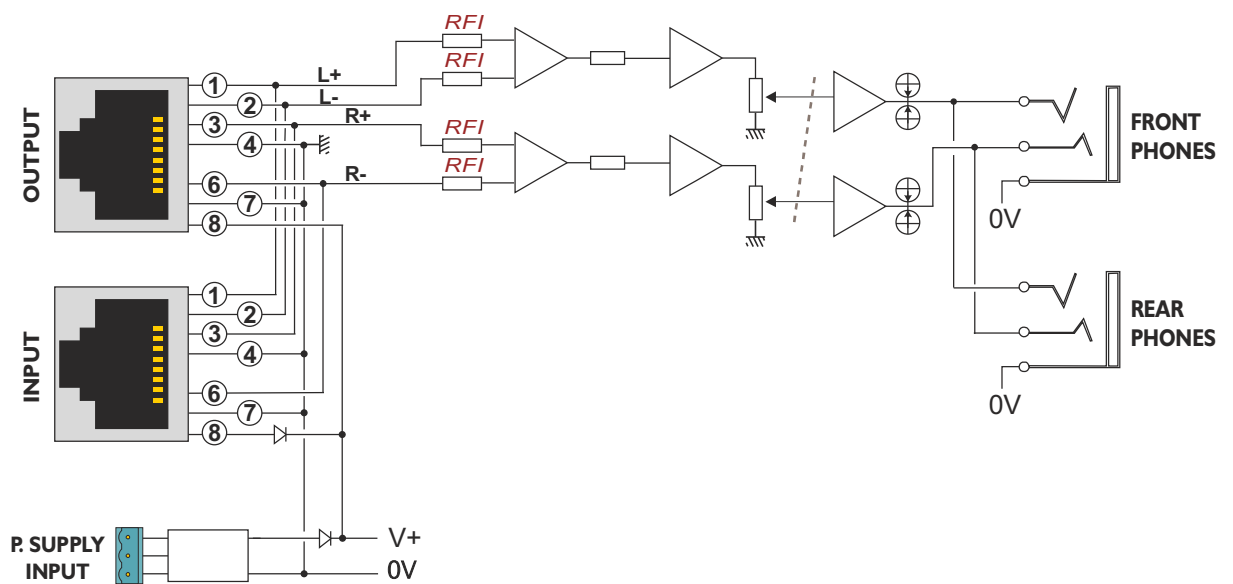 RFI
RFI
OUTPUT
1
2
3
4
6
7
8
L+
L-
R+
R-
RFI
RFI
FRONT
PHONES
0V
INPUT
1
2
3
4
6
7
8
REAR
PHONES
0V
P. SUPPLY
INPUT
V+
0V